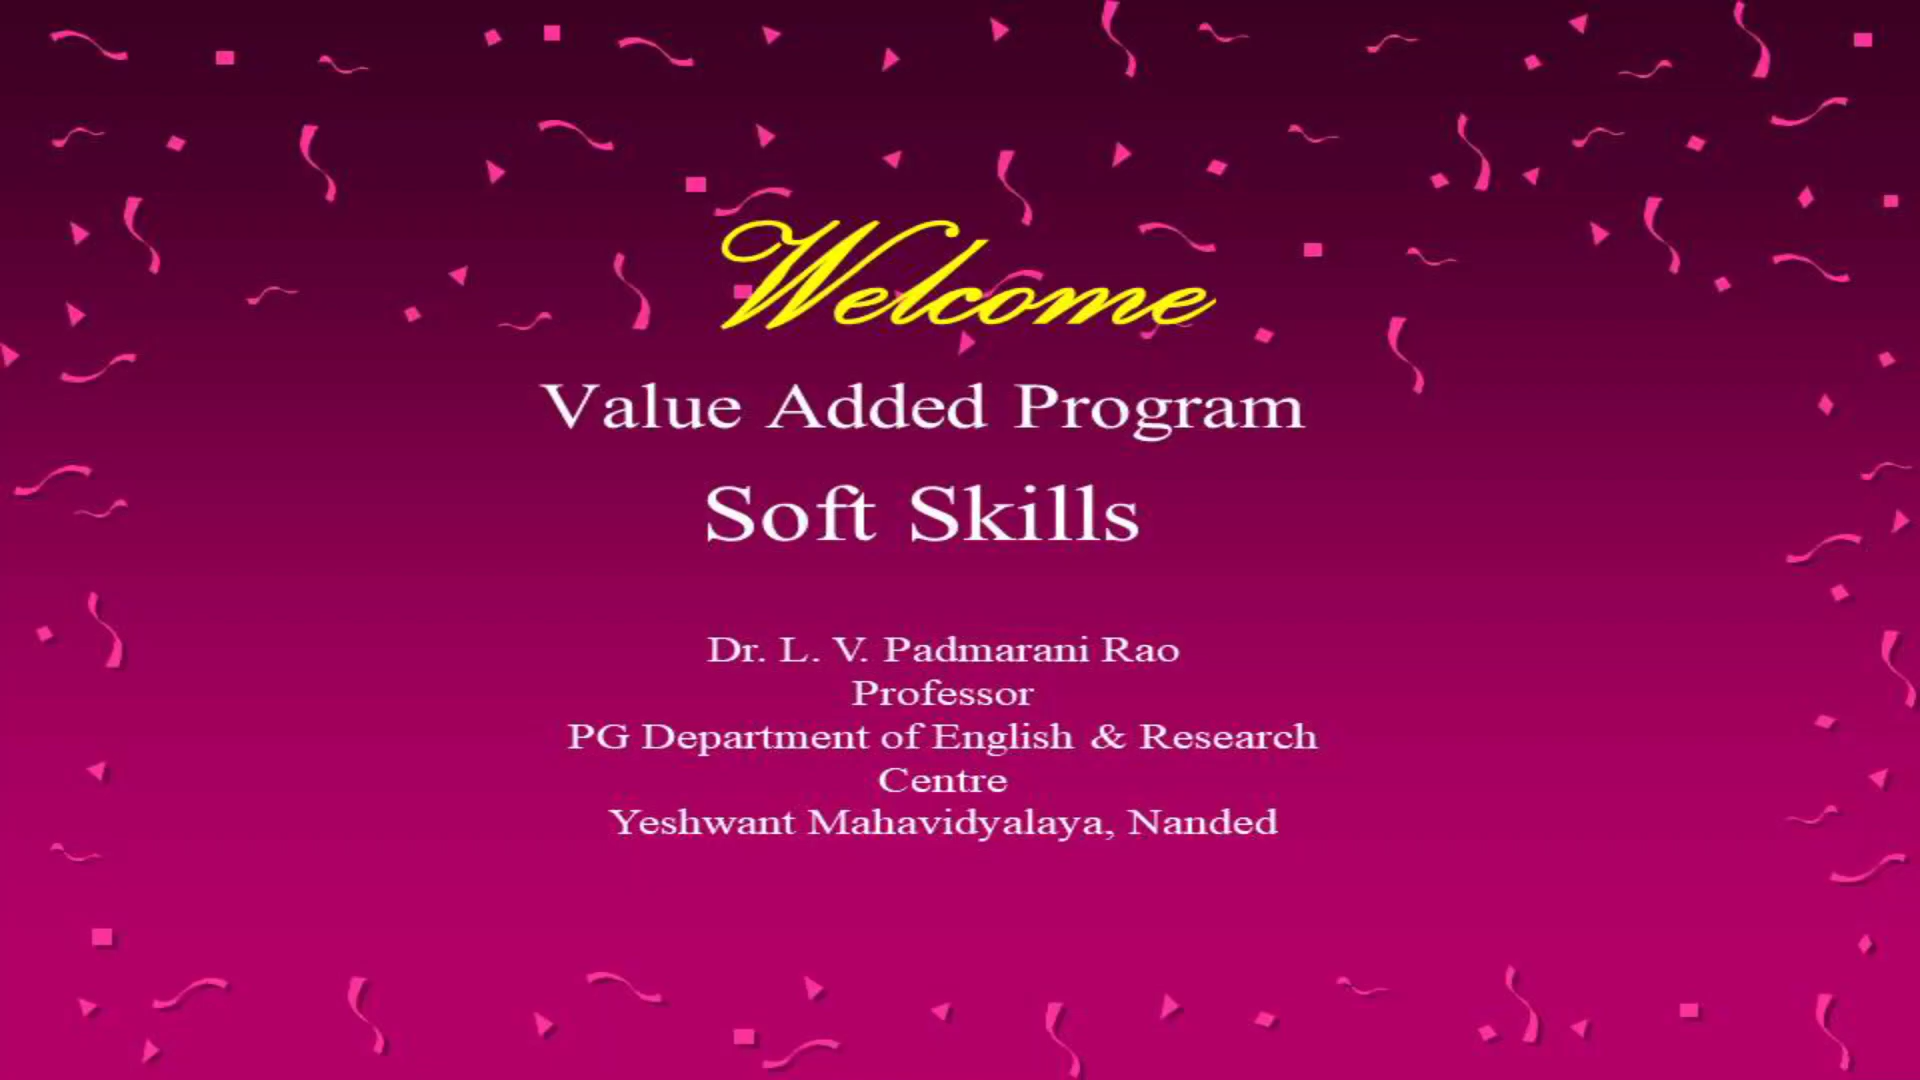 Welcome
Value Added Program
Soft Skills
Dr. L. V. Padmarani Rao
Professor
PG Department of English & Research
Centre
Yeshwant Mahavidyalaya, Nanded